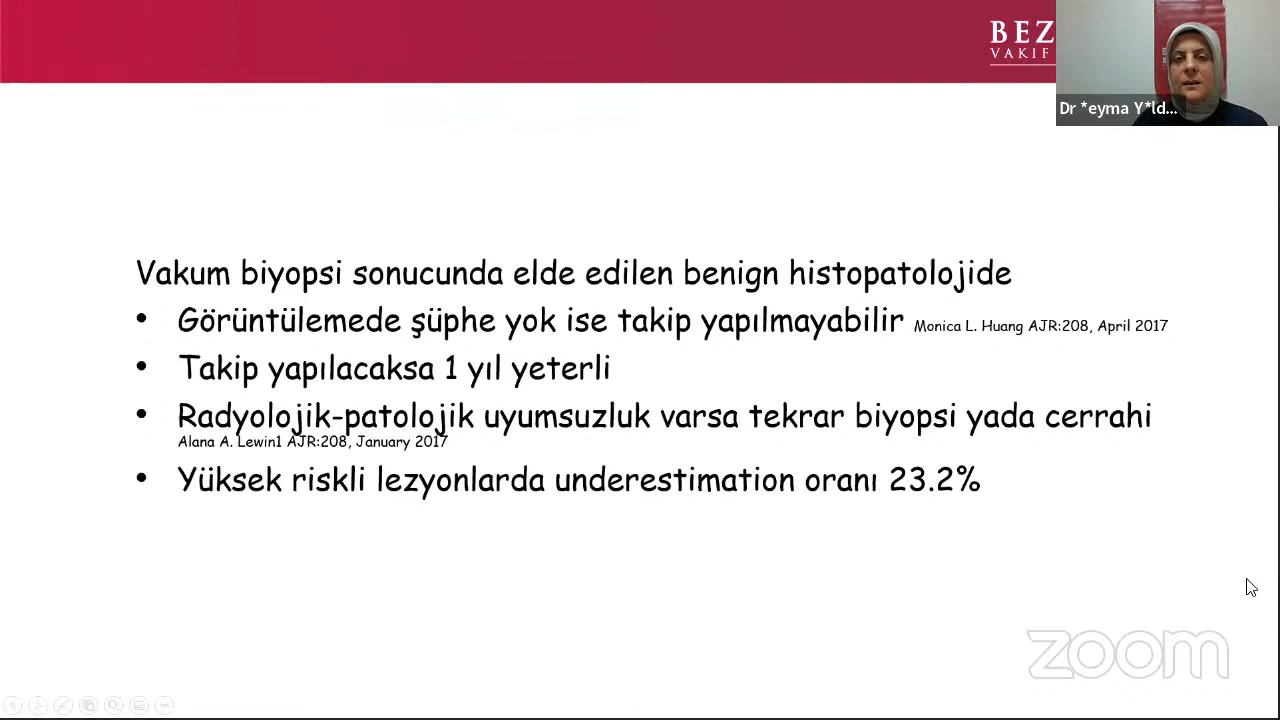 BEZ
VAKIF
Dr *eyma Y*ld...
Vakum biyopsi sonucunda elde edilen benign histopatolojide
• Görüntülemede şüphe yok ise takip yapılmayabilir Monica L. Huang AJR:208, April 2017
• Takip yapılacaksa 1 yıl yeterli
• Radyolojik-patolojik uyumsuzluk varsa tekrar biyopsi yada cerrahi
Alana A. Lewin1 AJR:208, January 2017
• Yüksek riskli lezyonlarda underestimation oranı 23.2%
zoom